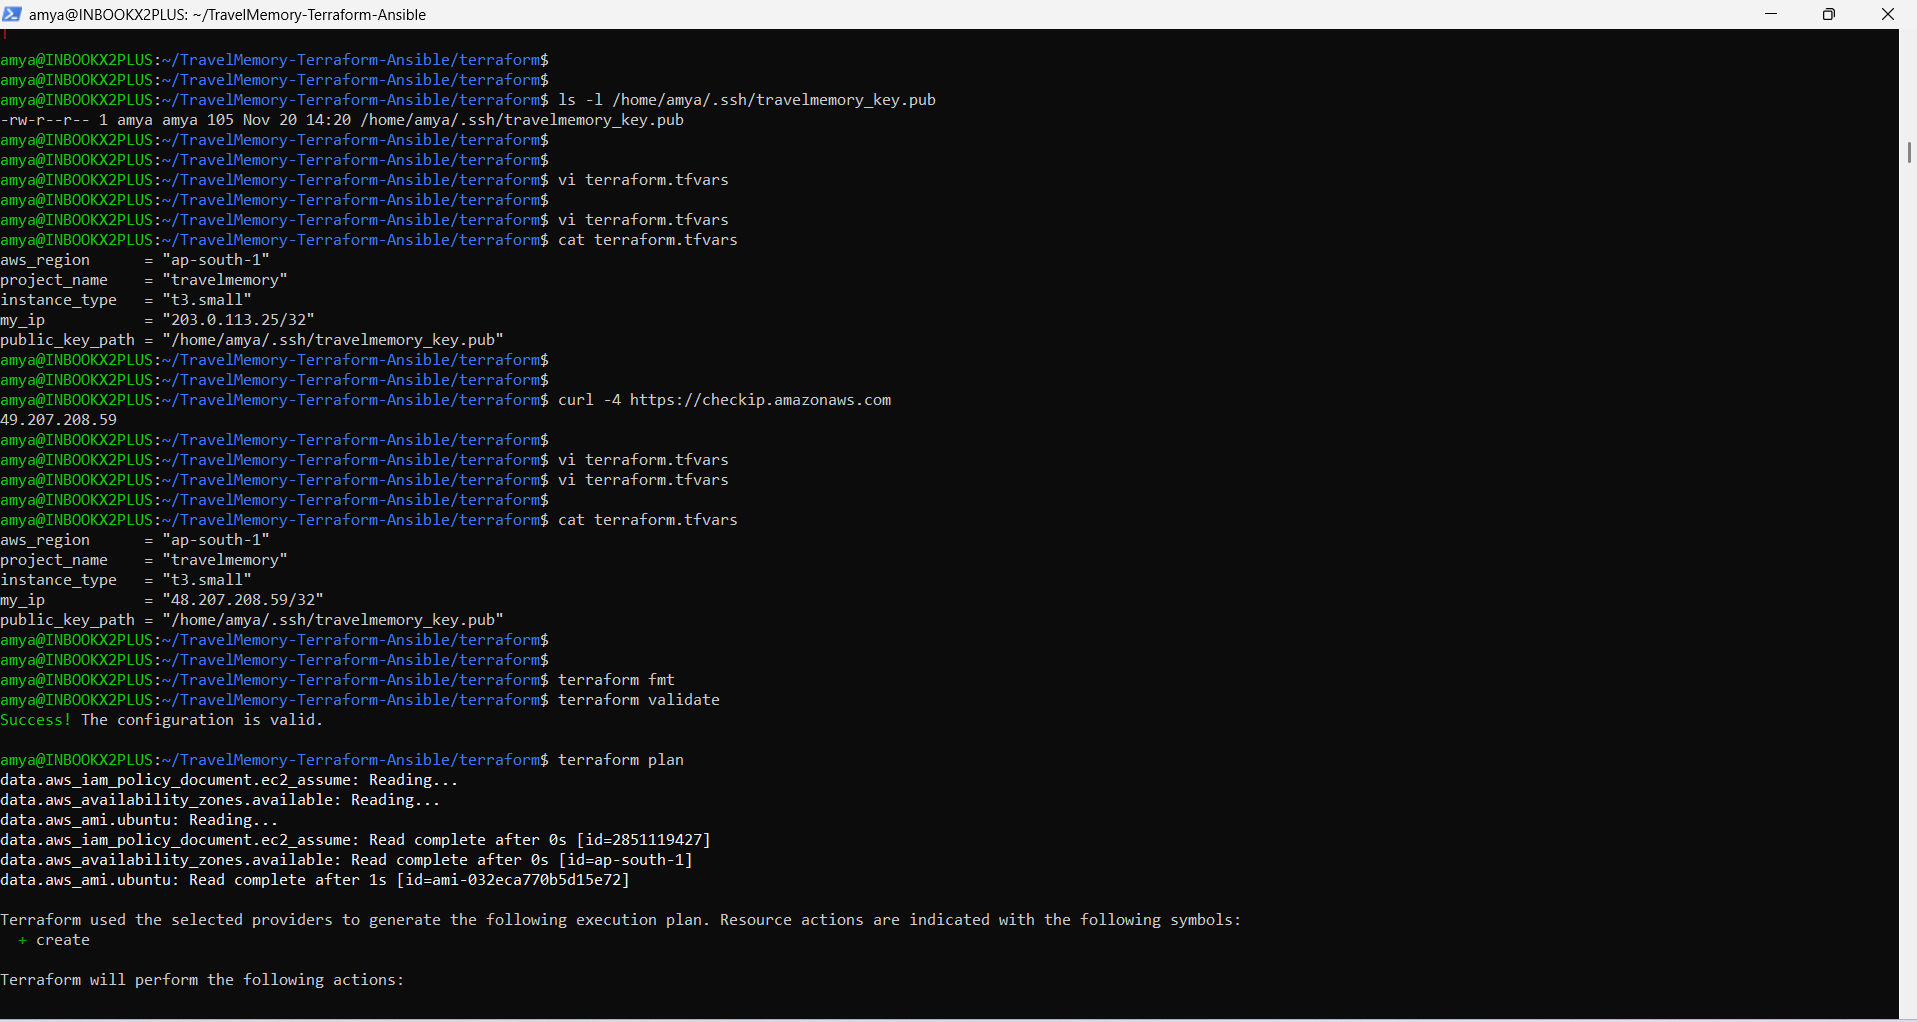 amya@INBOOKX2PLUS: ~/TravelMemory-Terraform-Ansible
amya@INBOOKX2PLUS:~/TravelMemory-Terraform-Ansible/terraform$
amya@INBOOKX2PLUS:~/TravelMemory-Terraform-Ansible/terraform$
amya@INBOOKX2PLUS:~/TravelMemory-Terraform-Ansible/terraform$ ls -l /home/amya/.ssh/travelmemory_key.pub
-rw-r--r-- 1 amya amya 105 Nov 20 14:20 /home/amya/.ssh/travelmemory_key.pub
amya@INBOOKX2PLUS:~/TravelMemory-Terraform-Ansible/terraform$
amya@INBOOKX2PLUS:~/TravelMemory-Terraform-Ansible/terraform$
amya@INBOOKX2PLUS:~/TravelMemory-Terraform-Ansible/terraform$ vi terraform.tfvars
amya@INBOOKX2PLUS:~/TravelMemory-Terraform-Ansible/terraform$
amya@INBOOKX2PLUS:~/TravelMemory-Terraform-Ansible/terraform$ vi terraform.tfvars
amya@INBOOKX2PLUS:~/TravelMemory-Terraform-Ansible/terraform$ cat terraform.tfvars
aws_region      = "ap-south-1"
project_name    = "travelmemory"
instance_type   = "t3.small"
my_ip           = "203.0.113.25/32"
public_key_path = "/home/amya/.ssh/travelmemory_key.pub"
amya@INBOOKX2PLUS:~/TravelMemory-Terraform-Ansible/terraform$
amya@INBOOKX2PLUS:~/TravelMemory-Terraform-Ansible/terraform$
amya@INBOOKX2PLUS:~/TravelMemory-Terraform-Ansible/terraform$ curl -4 https://checkip.amazonaws.com
49.207.208.59
amya@INBOOKX2PLUS:~/TravelMemory-Terraform-Ansible/terraform$
amya@INBOOKX2PLUS:~/TravelMemory-Terraform-Ansible/terraform$ vi terraform.tfvars
amya@INBOOKX2PLUS:~/TravelMemory-Terraform-Ansible/terraform$ vi terraform.tfvars
amya@INBOOKX2PLUS:~/TravelMemory-Terraform-Ansible/terraform$
amya@INBOOKX2PLUS:~/TravelMemory-Terraform-Ansible/terraform$ cat terraform.tfvars
aws_region      = "ap-south-1"
project_name    = "travelmemory"
instance_type   = "t3.small"
my_ip           = "48.207.208.59/32"
public_key_path = "/home/amya/.ssh/travelmemory_key.pub"
amya@INBOOKX2PLUS:~/TravelMemory-Terraform-Ansible/terraform$
amya@INBOOKX2PLUS:~/TravelMemory-Terraform-Ansible/terraform$
amya@INBOOKX2PLUS:~/TravelMemory-Terraform-Ansible/terraform$ terraform fmt
amya@INBOOKX2PLUS:~/TravelMemory-Terraform-Ansible/terraform$ terraform validate
Success! The configuration is valid.
amya@INBOOKX2PLUS:~/TravelMemory-Terraform-Ansible/terraform$ terraform plan
data.aws_iam_policy_document.ec2_assume: Reading...
data.aws_availability_zones.available: Reading...
data.aws_ami.ubuntu: Reading...
data.aws_iam_policy_document.ec2_assume: Read complete after 0s [id=2851119427]
data.aws_availability_zones.available: Read complete after 0s [id=ap-south-1]
data.aws_ami.ubuntu: Read complete after 1s [id=ami-032eca770b5d15e72]
Terraform used the selected providers to generate the following execution plan. Resource actions are indicated with the following symbols:
  + create
Terraform will perform the following actions: